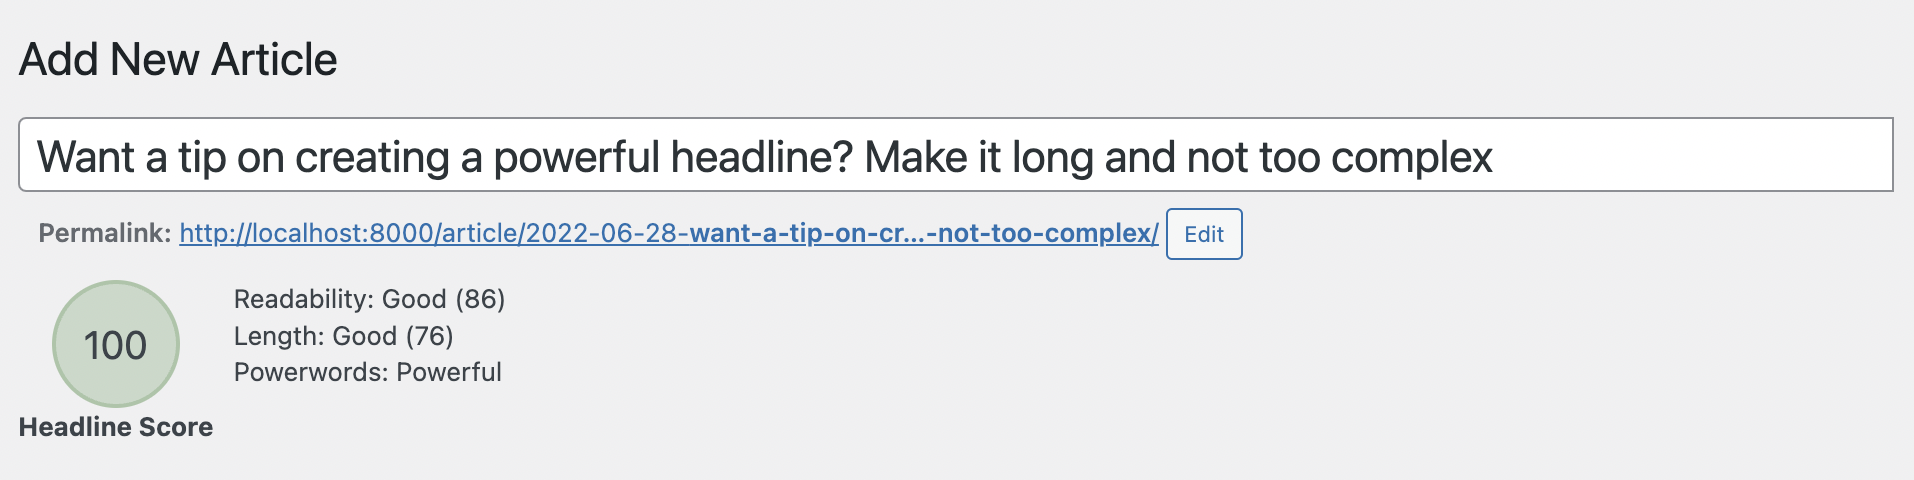 Add New Article
Want a tip on creating a powerful headline? Make it long and not too complex
Permalink: http://localhost:8000/article/2022-06-28-want-a-tip-on-cr...-not-too-complex/ Edit
100
Readability: Good (86)
Length: Good (76)
Powerwords: Powerful
Headline Score